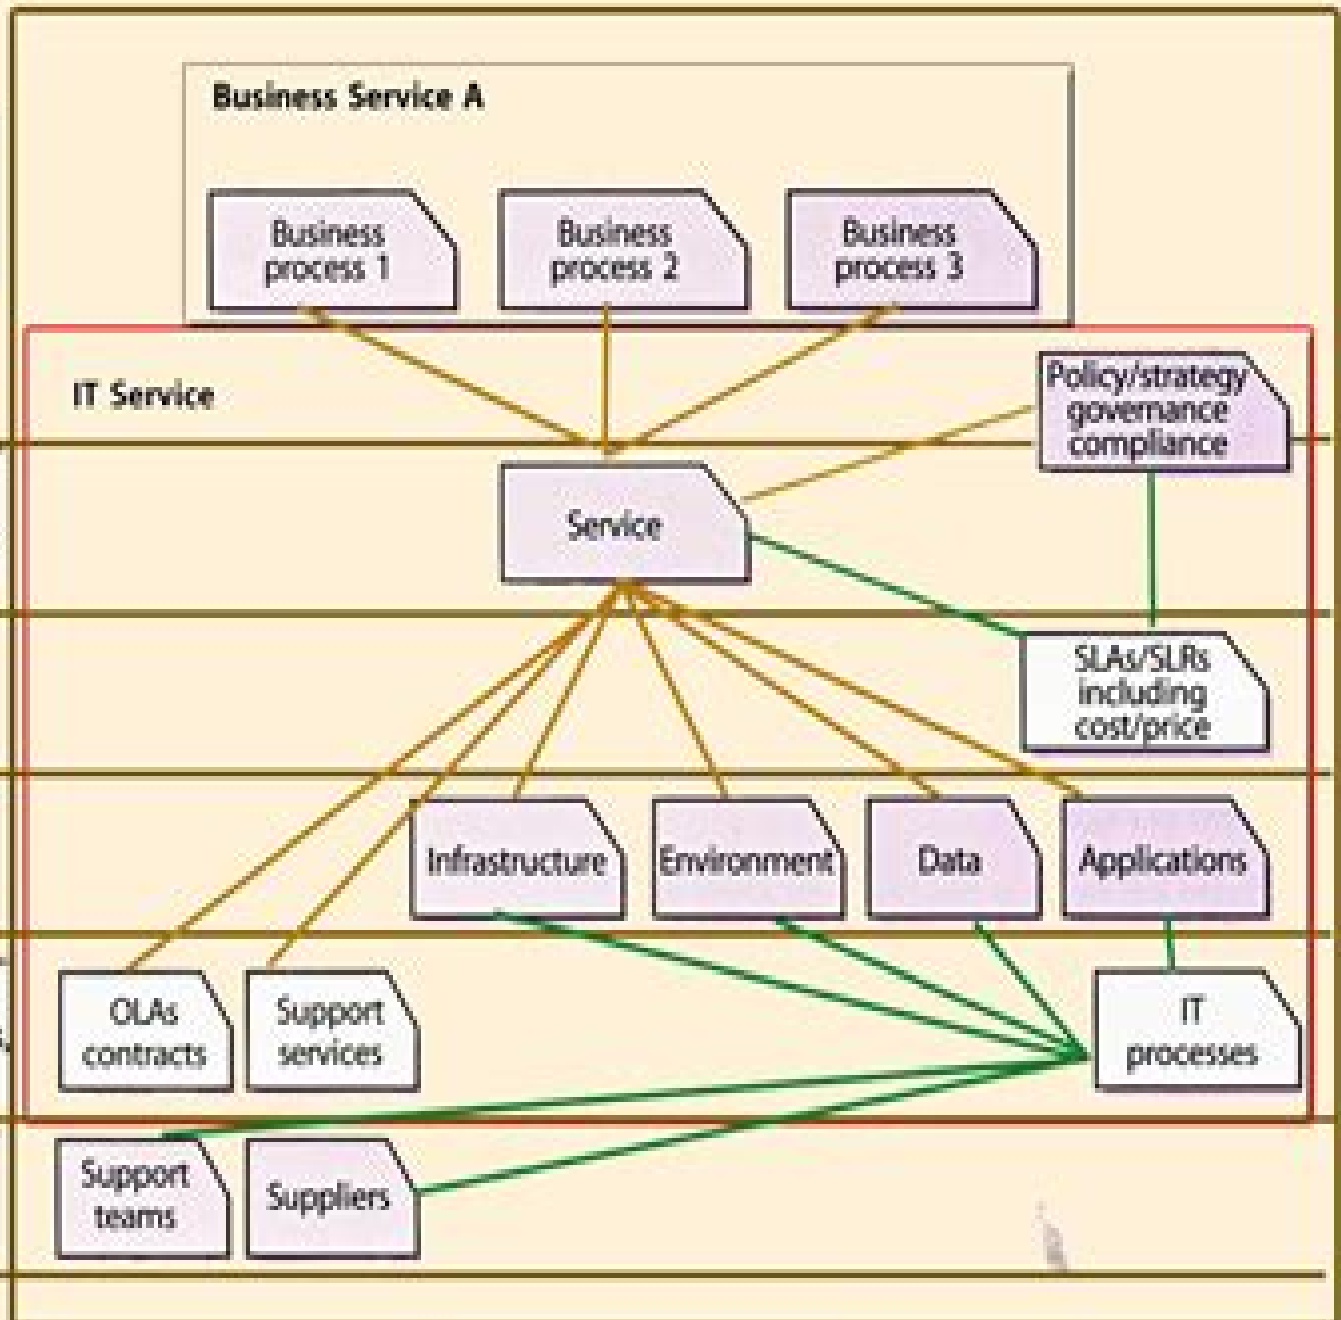 Business Service A
Business
process 1
Business
process 2
Business
process 3
IT Service
Policy/strategy
governance
compliance
Service
SLAs/SLRs
including
cost/price
Infrastructure
Environment
Data
Applications
OLAs
contracts
Support
services
IT
processes
Support
teams
Suppliers